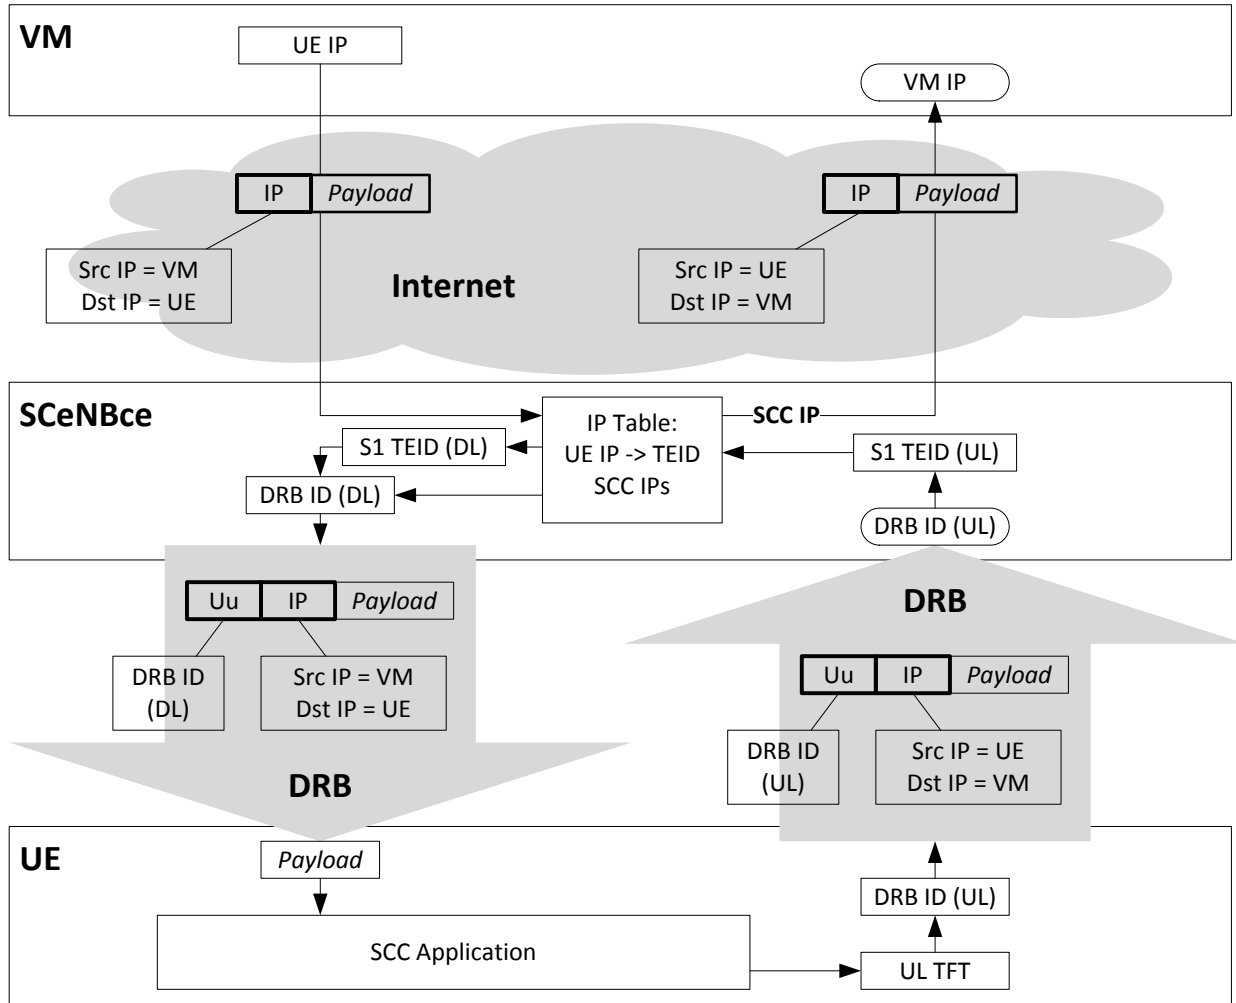 VM
UE IP
VM IP
IP Payload
IP Payload
Src IP = VM
Dst IP = UE
Src IP = UE
Dst IP = VM
Internet
SCeNBce
IP Table:
UE IP -> TEID
SCC IPs
SCC IP
S1 TEID (DL)
S1 TEID (UL)
DRB ID (DL)
DRB ID (UL)
Uu IP Payload
DRB ID
(DL)
Src IP = VM
Dst IP = UE
DRB
DRB
Uu IP Payload
DRB ID
(UL)
Src IP = UE
Dst IP = VM
UE
Payload
SCC Application
DRB ID (UL)
UL TFT